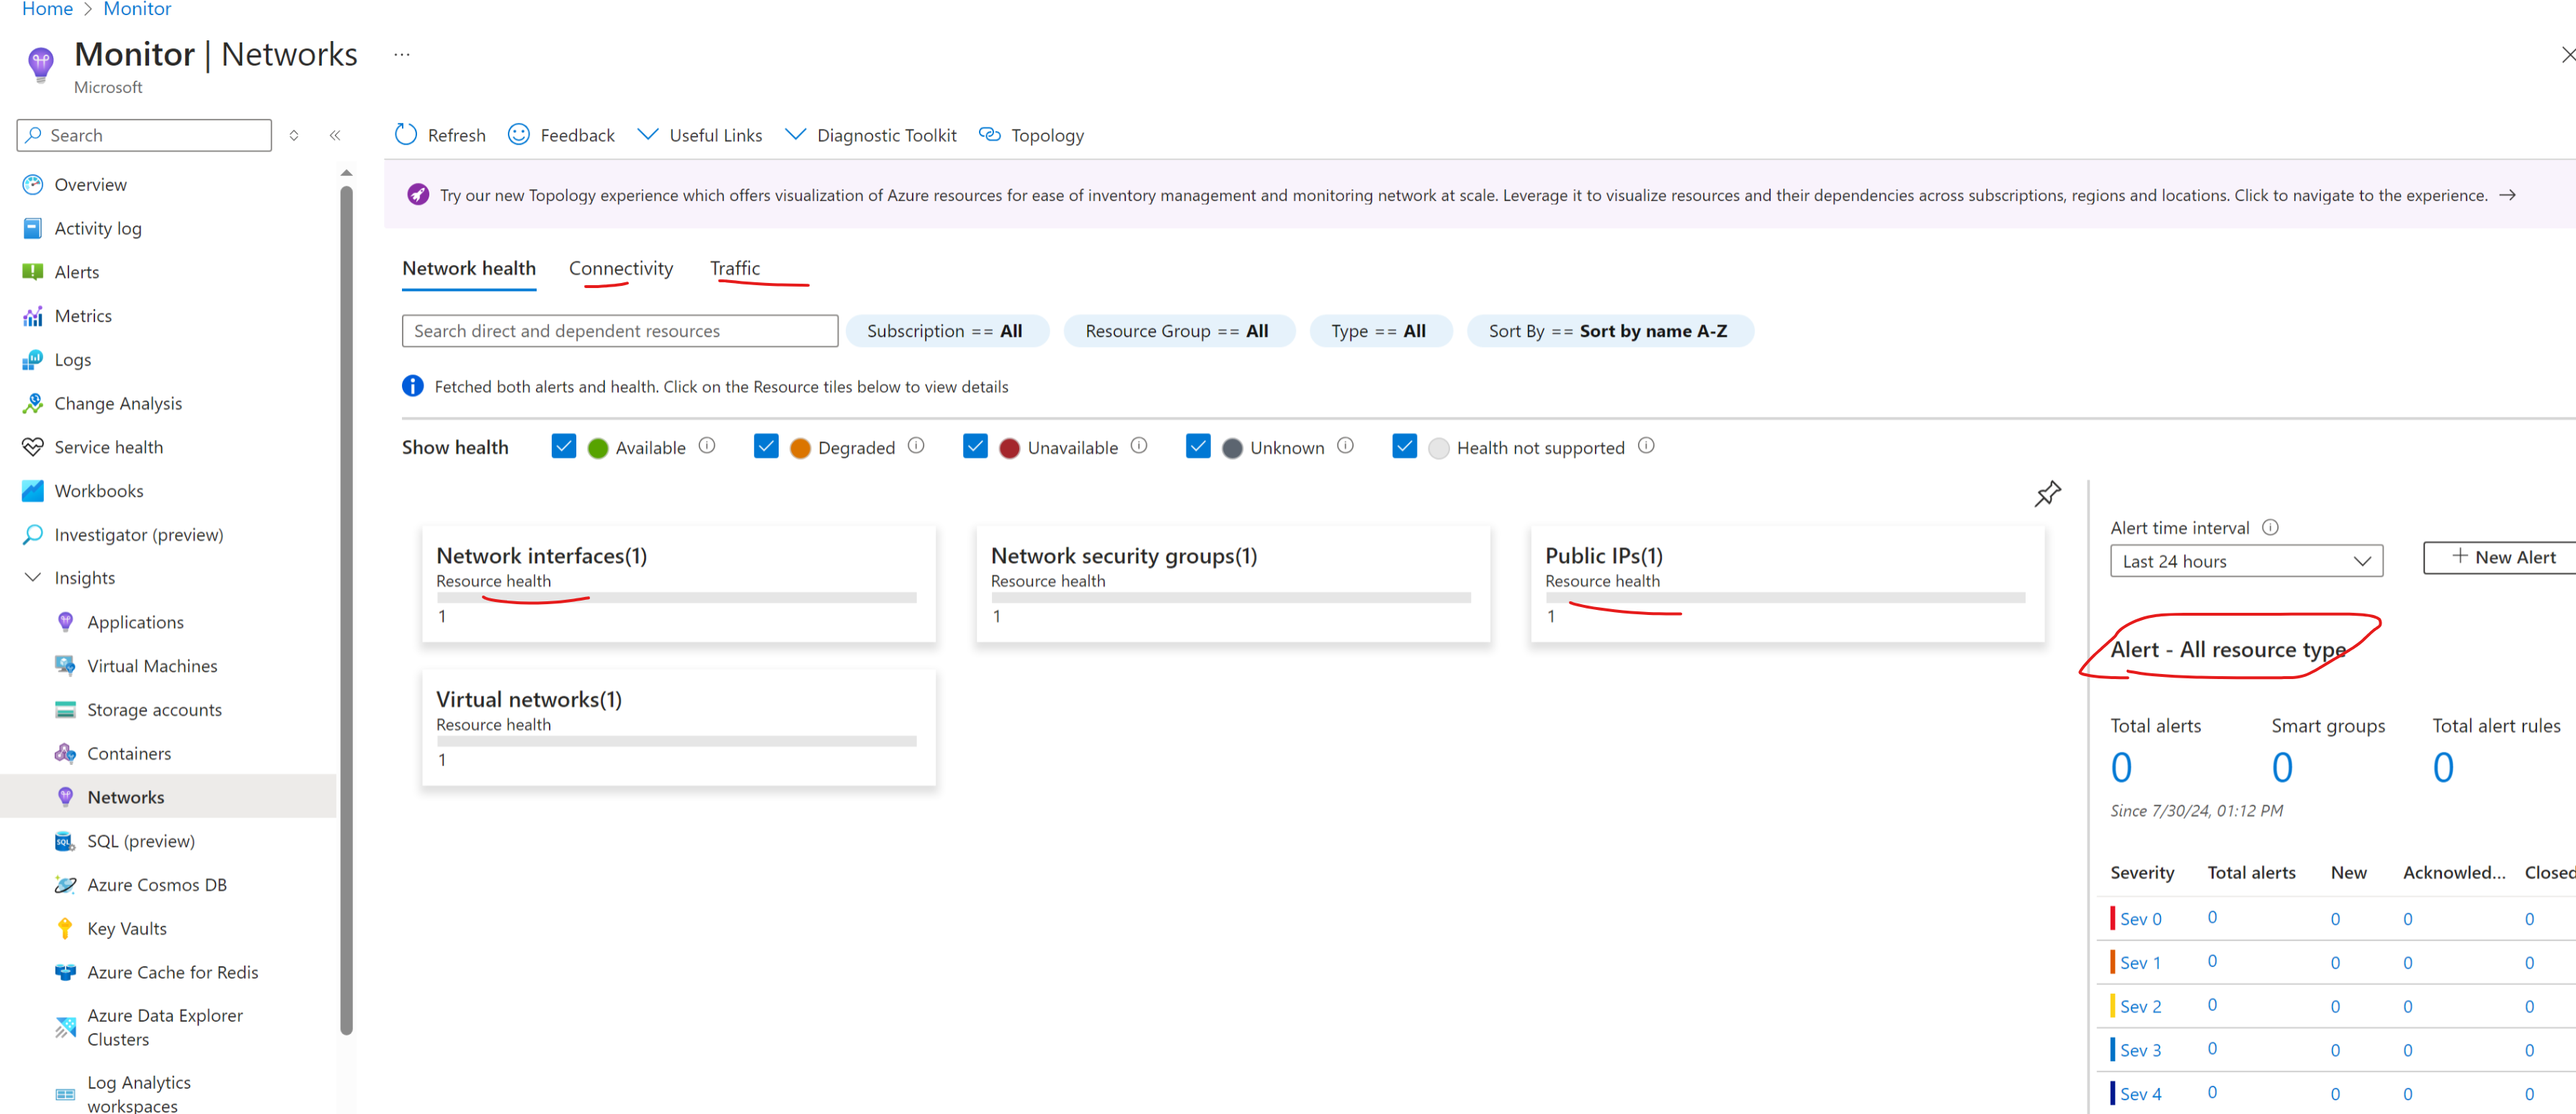 Home > Monitor
Monitor | Networks ...
Microsoft
Search
Overview
Activity log
Alerts
Metrics
Logs
Change Analysis
Service health
Workbooks
Investigator (preview)
Insights
Applications
Virtual Machines
Storage accounts
Containers
Networks
SQL (preview)
Azure Cosmos DB
Key Vaults
Azure Cache for Redis
Azure Data Explorer
Clusters
Log Analytics
workspaces
Refresh Feedback Useful Links Diagnostic Toolkit Topology
Try our new Topology experience which offers visualization of Azure resources for ease of inventory management and monitoring network at scale. Leverage it to visualize resources and their dependencies across subscriptions, regions and locations. Click to navigate to the experience. →
Network health Connectivity Traffic
Search direct and dependent resources Subscription == All Resource Group == All Type == All Sort By == Sort by name A-Z
Fetched both alerts and health. Click on the Resource tiles below to view details
Show health Available Degraded Unavailable Unknown Health not supported
Network interfaces(1)
Resource health
1
Network security groups(1)
Resource health
1
Public IPs(1)
Resource health
1
Virtual networks(1)
Resource health
1
Alert time interval
Last 24 hours
+ New Alert
Alert - All resource type
Total alerts Smart groups Total alert rules
0 0 0
Since 7/30/24, 01:12 PM
Severity Total alerts New Acknowled... Closed
Sev 0 0 0 0 0
Sev 1 0 0 0 0
Sev 2 0 0 0 0
Sev 3 0 0 0 0
Sev 4 0 0 0 0